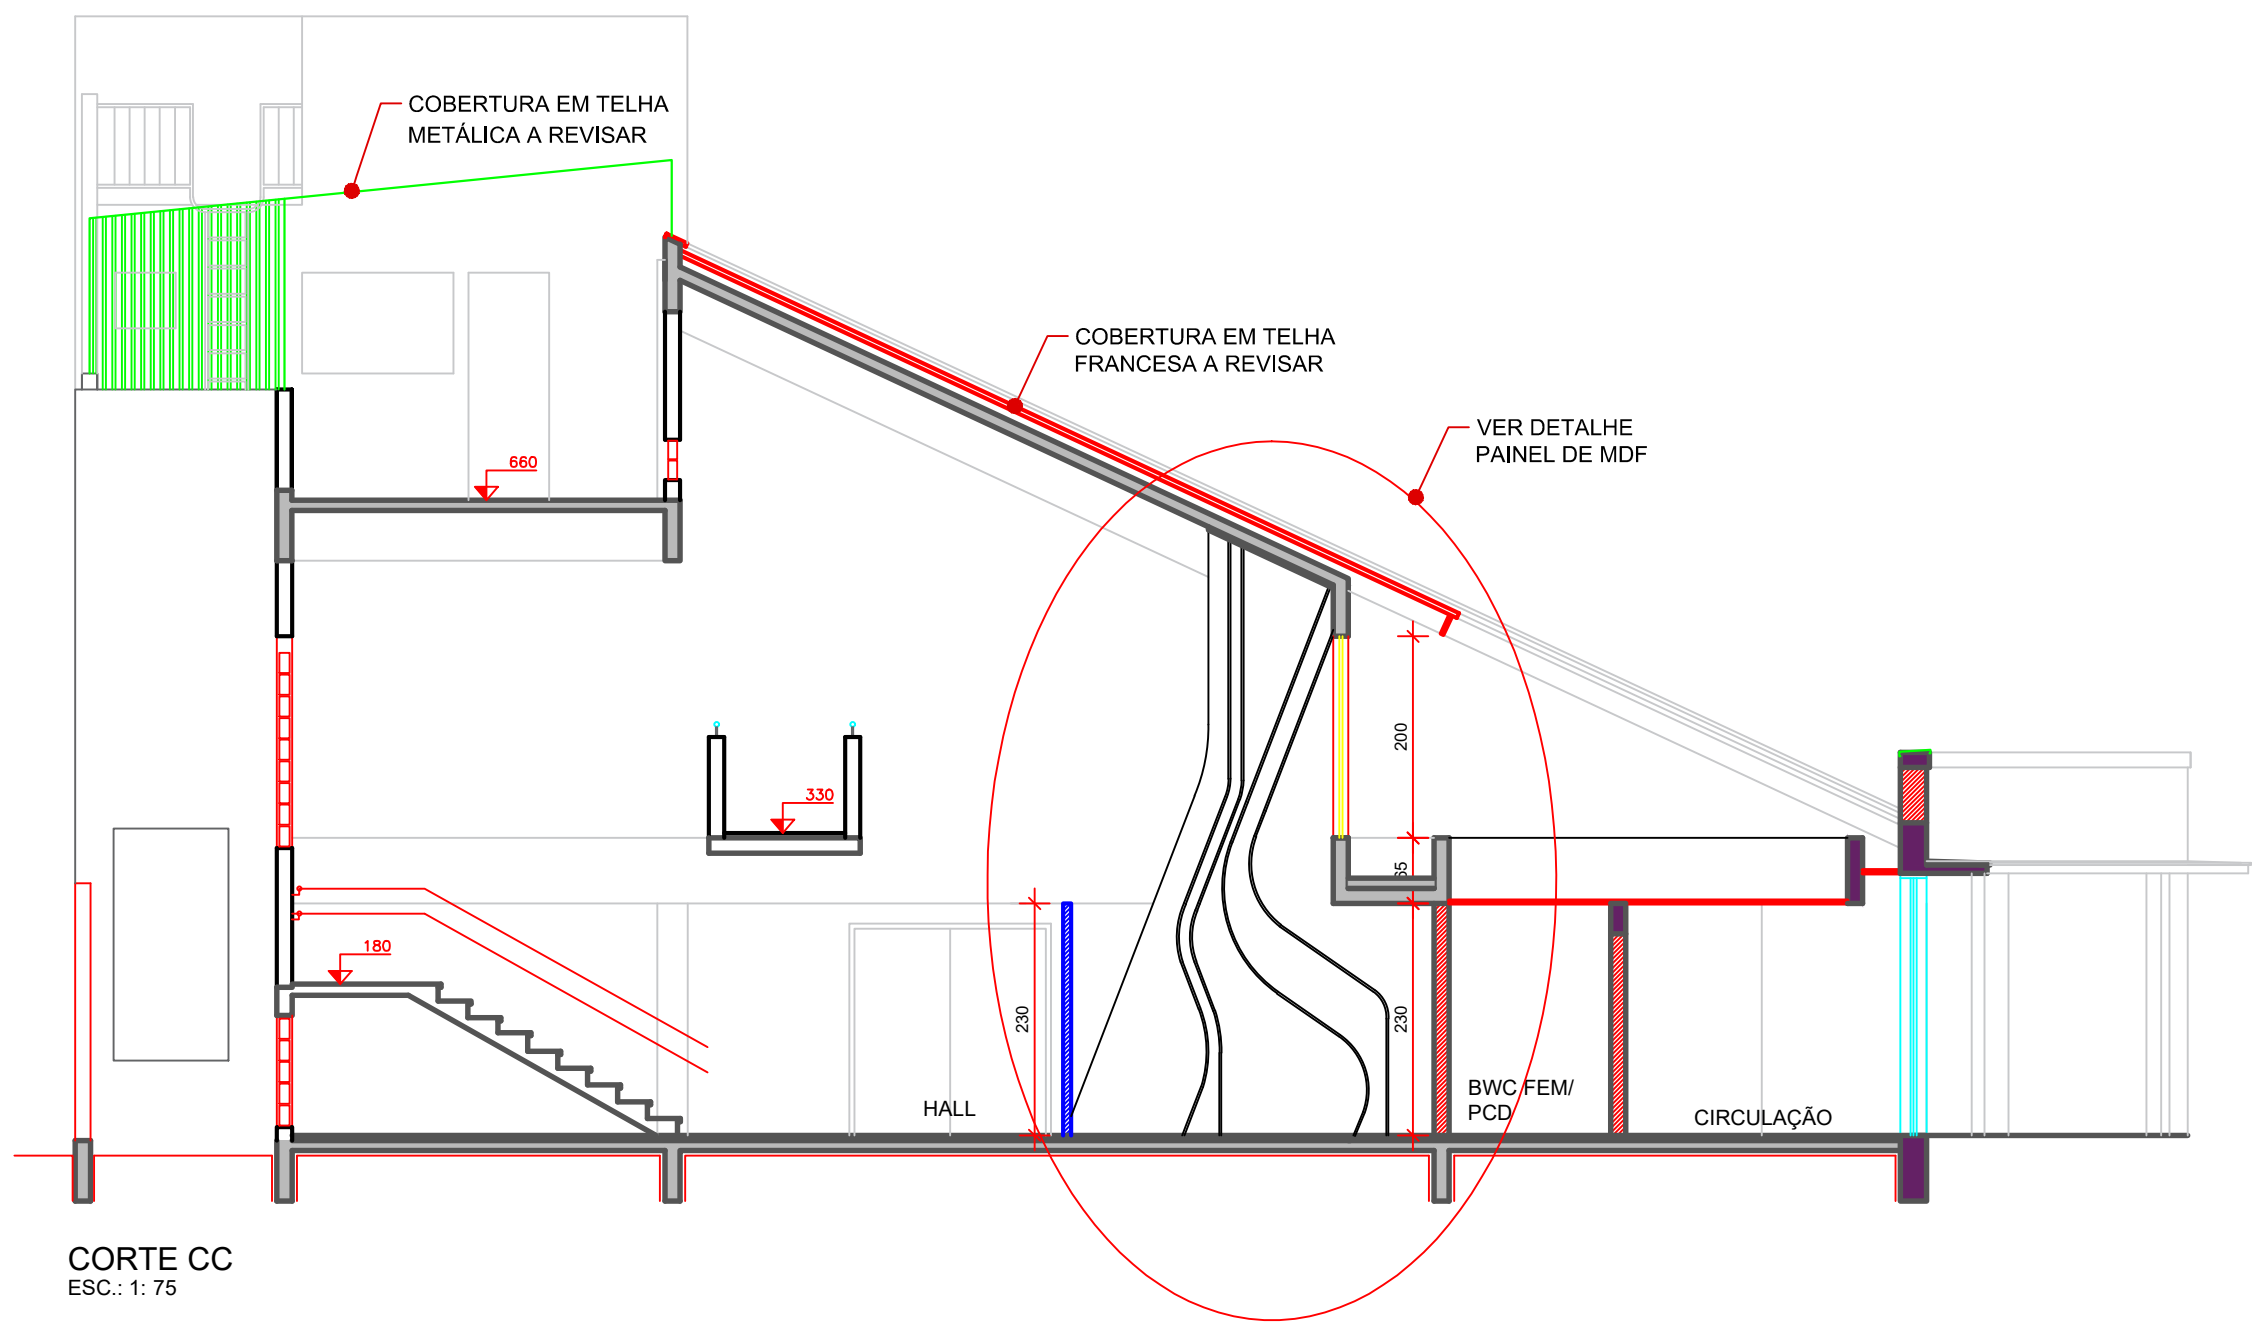 COBERTURA EM TELHA
METÁLICA A REVISAR
COBERTURA EM TELHA
FRANCESA A REVISAR
VER DETALHE
PAINEL DE MDF
660
200
330
65
180
230
230
HALL
BWC FEM/
PCD
CIRCULAÇÃO
CORTE CC
ESC.: 1: 75